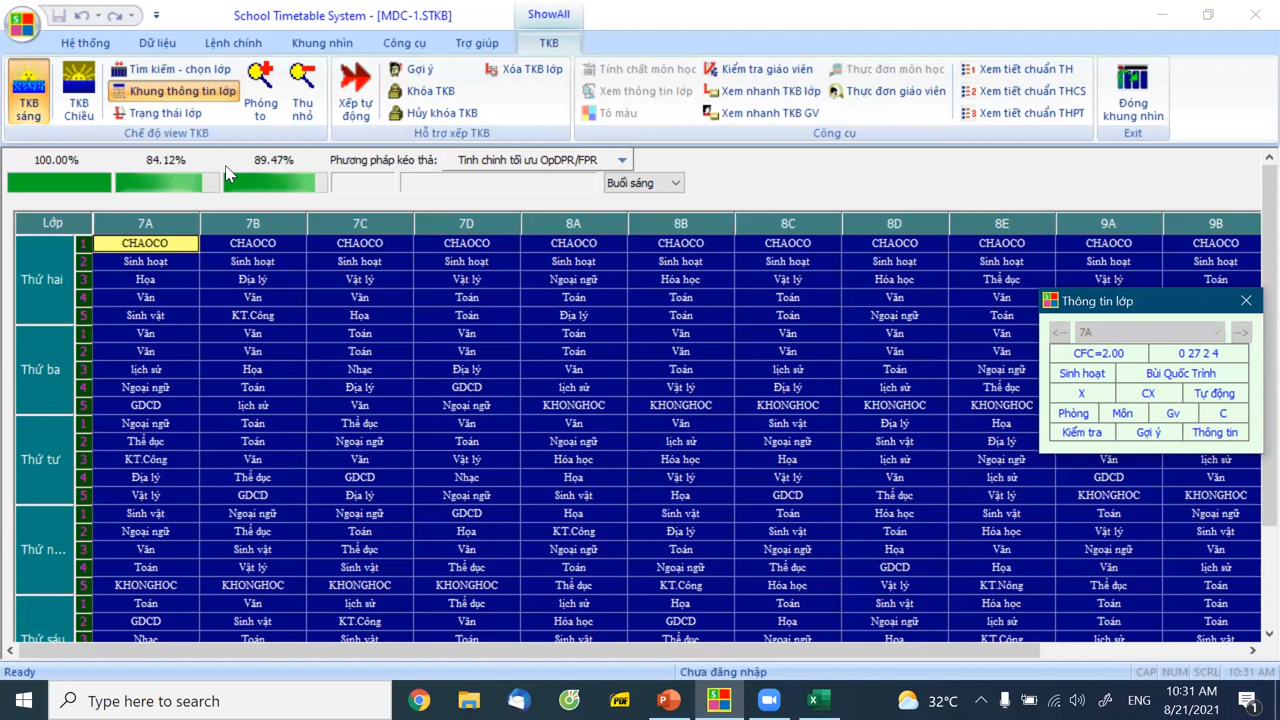 School Timetable System - [MDC-1.STKB]
ShowAll
Hệ thống Dữ liệu Lệnh chính Khung nhìn Công cụ Trợ giúp TKB
TKB sáng
TKB Chiều
Tìm kiếm - chọn lớp
Khung thông tin lớp
Trạng thái lớp
Phóng to
Thu nhỏ
Chế độ view TKB
Xếp tự động
Gợi ý
Khóa TKB
Hủy khóa TKB
Xóa TKB lớp
Hỗ trợ xếp TKB
Tính chất môn học
Xem thông tin lớp
Tô màu
Kiểm tra giáo viên
Xem nhanh TKB lớp
Xem nhanh TKB GV
Thực đơn môn học
Thực đơn giáo viên
Xem tiết chuẩn TH
Xem tiết chuẩn THCS
Xem tiết chuẩn THPT
Công cụ
Đóng khung nhìn
Exit
100.00% 84.12% 89.47% Phương pháp kéo thả: Tinh chinh tối ưu OpDPR/FPR
Buổi sáng
Lớp 7A 7B 7C 7D 8A 8B 8C 8D 8E 9A 9B
Thứ hai
1 CHAOCO CHAOCO CHAOCO CHAOCO CHAOCO CHAOCO CHAOCO CHAOCO CHAOCO CHAOCO CHAOCO
2 Sinh hoạt Sinh hoạt Sinh hoạt Sinh hoạt Sinh hoạt Sinh hoạt Sinh hoạt Sinh hoạt Sinh hoạt Sinh hoạt Sinh hoạt
3 Họa Địa lý Vật lý Vật lý Ngoại ngữ Hóa học Vật lý Hóa học Thể dục Vật lý Toán
4 Văn Văn Văn Toán Toán Toán Toán Toán Văn
5 Sinh vật KT.Công Họa Toán Địa lý Toán Toán Ngoại ngữ Toán
Thứ ba
1 Văn Văn Toán Toán Văn Văn Văn Văn Toán
2 Văn Toán Toán Văn Văn Văn Toán Văn Toán
3 lịch sử Họa Nhạc Địa lý Văn Toán lịch sử Toán Ngoại ngữ
4 Ngoại ngữ Toán Địa lý GDCD lịch sử Vật lý Toán lịch sử Thể dục
5 GDCD lịch sử Văn Ngoại ngữ KHONGHOC KHONGHOC KHONGHOC KHONGHOC KHONGHOC
Thứ tư
1 Ngoại ngữ Toán Thể dục Văn Văn Văn Sinh vật Địa lý Họa
2 Thể dục Toán Ngoại ngữ Toán Ngoại ngữ lịch sử Ngoại ngữ Sinh vật Địa lý
3 KT.Công Văn Văn Vật lý Hóa học Hóa học Họa lịch sử Ngoại ngữ Văn lịch sử
4 Địa lý Thể dục GDCD Nhạc Họa Vật lý Vật lý Văn Văn GDCD Văn
5 Vật lý GDCD Địa lý Ngoại ngữ Sinh vật Họa GDCD Thể dục Vật lý KHONGHOC KHONGHOC
Thứ n...
1 Sinh vật Ngoại ngữ Ngoại ngữ GDCD Họa Sinh vật Toán Hóa học Sinh vật Toán Ngoại ngữ
2 Ngoại ngữ Thể dục Toán Họa KT.Công Địa lý Sinh vật Toán Hóa học Vật lý Sinh vật
3 Văn Sinh vật Thể dục Văn Ngoại ngữ Toán Ngoại ngữ Họa Văn Ngoại ngữ Vật lý
4 Toán Vật lý Sinh vật Thể dục Toán Ngoại ngữ Thể dục GDCD Họa Văn Toán
5 KHONGHOC KHONGHOC KHONGHOC KHONGHOC Thể dục KT.Công Hóa học Vật lý KT.Nông Thể dục Toán
Thứ sáu
1 Toán Văn lịch sử Thể dục lịch sử Họa Toán Sinh vật Hóa học Toán Toán
2 GDCD Sinh vật KT.Công Văn Hóa học GDCD Họa Ngoại ngữ lịch sử Toán Văn
3 Nhạc Toán Sinh vật Toán Văn Thể dục Ngoại ngữ Họa KT.Công lịch sử Sinh vật
Thông tin lớp
<-- 7A -->
CFC=2.00 0 27 2 4
Sinh hoạt Bùi Quốc Trình
X CX Tự động
Phòng Môn Gv C
Kiểm tra Gợi ý Thông tin
Ready Chưa đăng nhập CAP NUM SCRL 10:31 AM
Type here to search
PDF
32°C
ENG
10:31 AM
8/21/2021
1